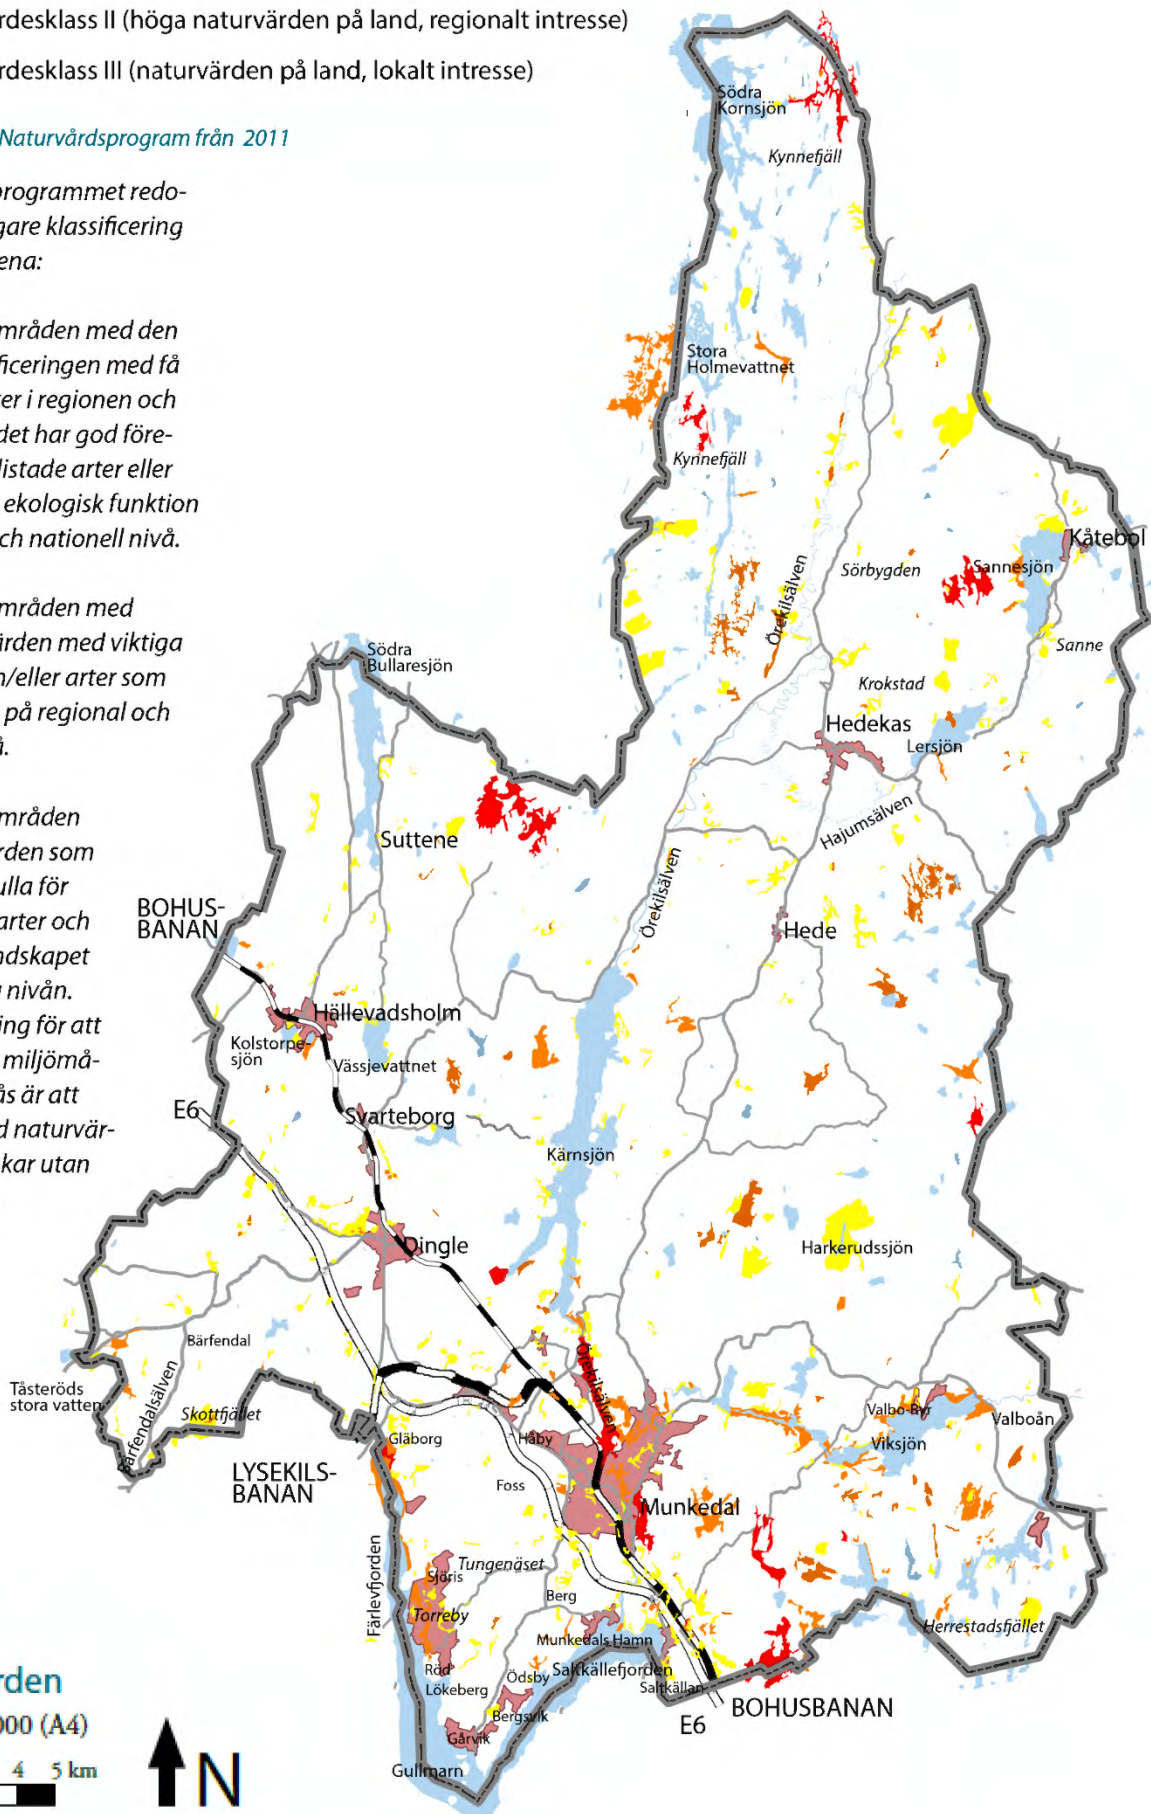 rdesklass II (höga naturvärden på land, regionalt intresse)
rdesklass III (naturvärden på land, lokalt intresse)
Naturvårdsprogram från 2011
programmet redo-
gare klassificering
ena:
mråden med den
ficeringen med få
er i regionen och
det har god före-
listade arter eller
ekologisk funktion
ch nationell nivå.
mråden med
ärden med viktiga
n/eller arter som
på regional och
å.
mråden
rden som
ulla för
arter och
ndskapet
a nivån.
ing för att
miljömå-
ås är att
d naturvär-
kar utan
Södra
Kornsjön
Kynnefjäll
Stora
Holmevattnet
Kynnefjäll
Örekilsälven
Sörbygden
Sannesjön
Kåtebol
Sanne
Krokstad
Hedekas
Lersjön
Hajumsälven
Södra
Bullaresjön
Suttene
Örekilsälven
Hede
BOHUS-
BANAN
Hällevadsholm
Kolstorpe-
sjön
Vässjevattnet
E6
Svarteborg
Kärnsjön
Dingle
Harkerudssjön
Bärfendal
Tåsteröds
stora vatten
Bärfendalsälven
Skottfjället
Örekilsälven
Valbo-Ryr
Valboån
Viksjön
Gläborg
Håby
LYSEKILS-
BANAN
Foss
Munkedal
Färlevfjorden
Tungenäset
Sjöris
Torreby
Berg
Munkedals Hamn
Herrestadsfjället
Röd
Lökeberg
Ödsby
Saltkällefjorden
Saltkällan
Bergsvik
Gårvik
BOHUSBANAN
E6
Gullmarn
rden
000 (A4)
4 5 km
N